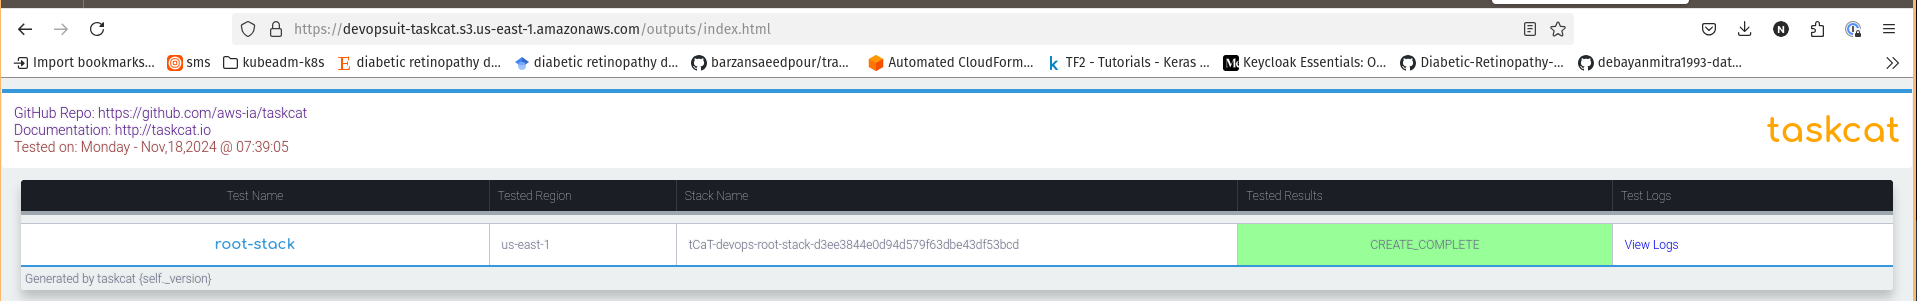 https://devopsuit-taskcat.s3.us-east-1.amazonaws.com/outputs/index.html
Import bookmarks... sms kubeadm-k8s diabetic retinopathy d... diabetic retinopathy d... barzansaeedpour/tra... Automated CloudForm... TF2 - Tutorials - Keras ... Keycloak Essentials: O... Diabetic-Retinopathy-... debayanmitra1993-dat...
GitHub Repo: https://github.com/aws-ia/taskcat
Documentation: http://taskcat.io
Tested on: Monday - Nov,18,2024 @ 07:39:05
taskcat
Test Name Tested Region Stack Name Tested Results Test Logs
root-stack us-east-1 tCaT-devops-root-stack-d3ee3844e0d94d579f63dbe43df53bcd CREATE_COMPLETE View Logs
Generated by taskcat {self._version}